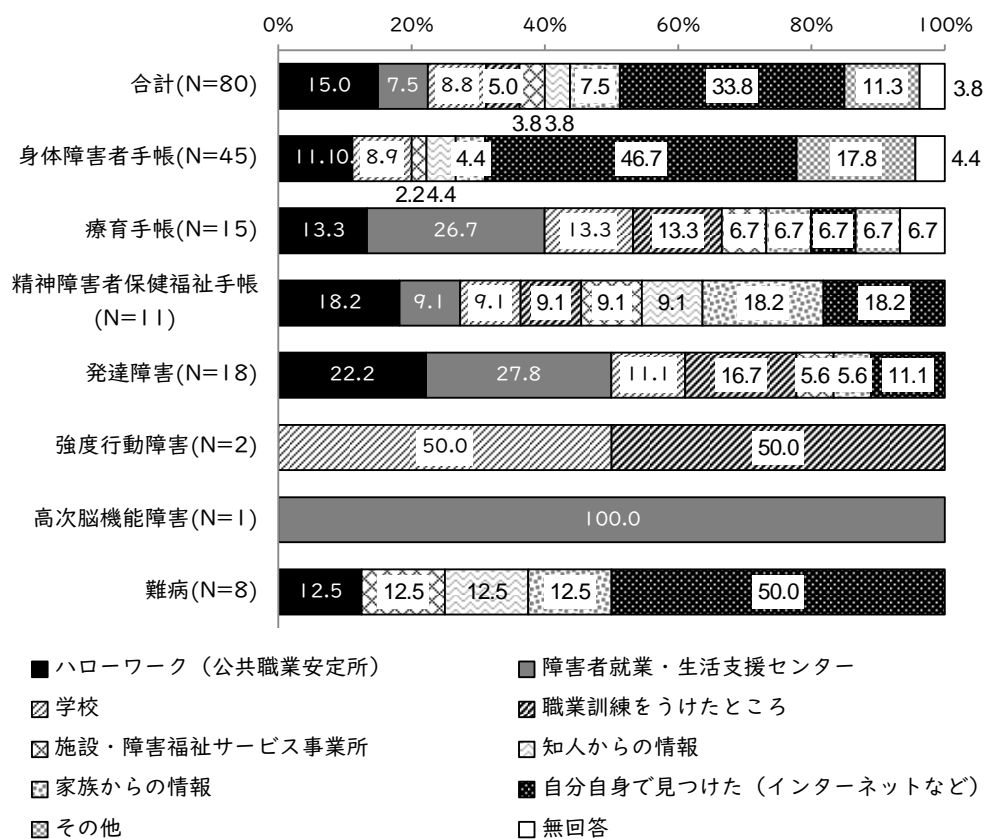 0% 20% 40% 60% 80% 100%
合計(N=80) 15.0 7.5 8.8 5.0 7.5 33.8 11.3 3.8
3.8 3.8
身体障害者手帳(N=45) 11.1 0. 8.9 4.4 46.7 17.8 4.4
2.2 4.4
療育手帳(N=15) 13.3 26.7 13.3 13.3 6.7 6.7 6.7 6.7 6.7
精神障害者保健福祉手帳
(N=11) 18.2 9.1 9.1 9.1 9.1 9.1 18.2 18.2
発達障害(N=18) 22.2 27.8 11.1 16.7 5.6 5.6 11.1
強度行動障害(N=2) 50.0 50.0
高次脳機能障害(N=1) 100.0
難病(N=8) 12.5 12.5 12.5 12.5 50.0
ハローワーク（公共職業安定所） 障害者就業・生活支援センター
学校 職業訓練をうけたところ
施設・障害福祉サービス事業所 知人からの情報
家族からの情報 自分自身で見つけた（インターネットなど）
その他 無回答